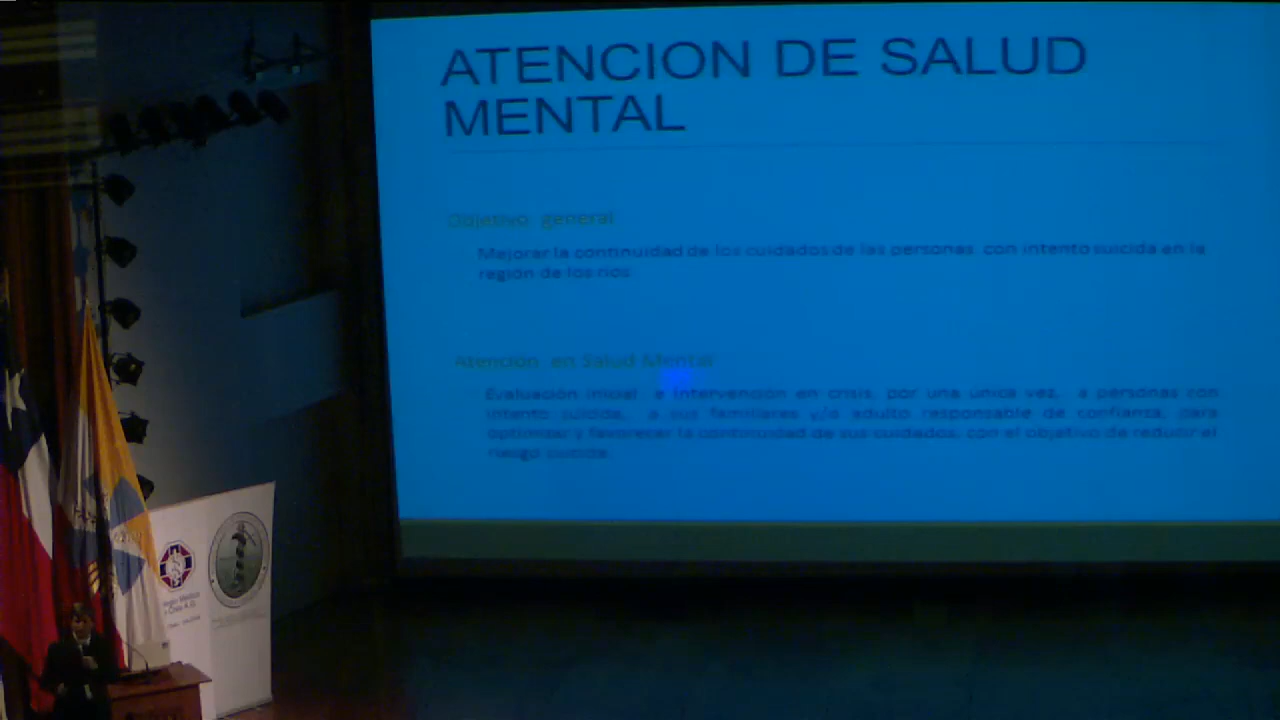 ATENCION DE SALUD
MENTAL
Objetivo general
Mejorar la continuidad de los cuidados de las personas con intento suicida en la
región de los rios
Atención en Salud Mental
Evaluación inicial e intervención en crisis, por una única vez, a personas con
intento suicida, a sus familiares y/o adulto responsable de confianza, para
optimizar y favorecer la continuidad de sus cuidados, con el objetivo de reducir el
riesgo suicida.